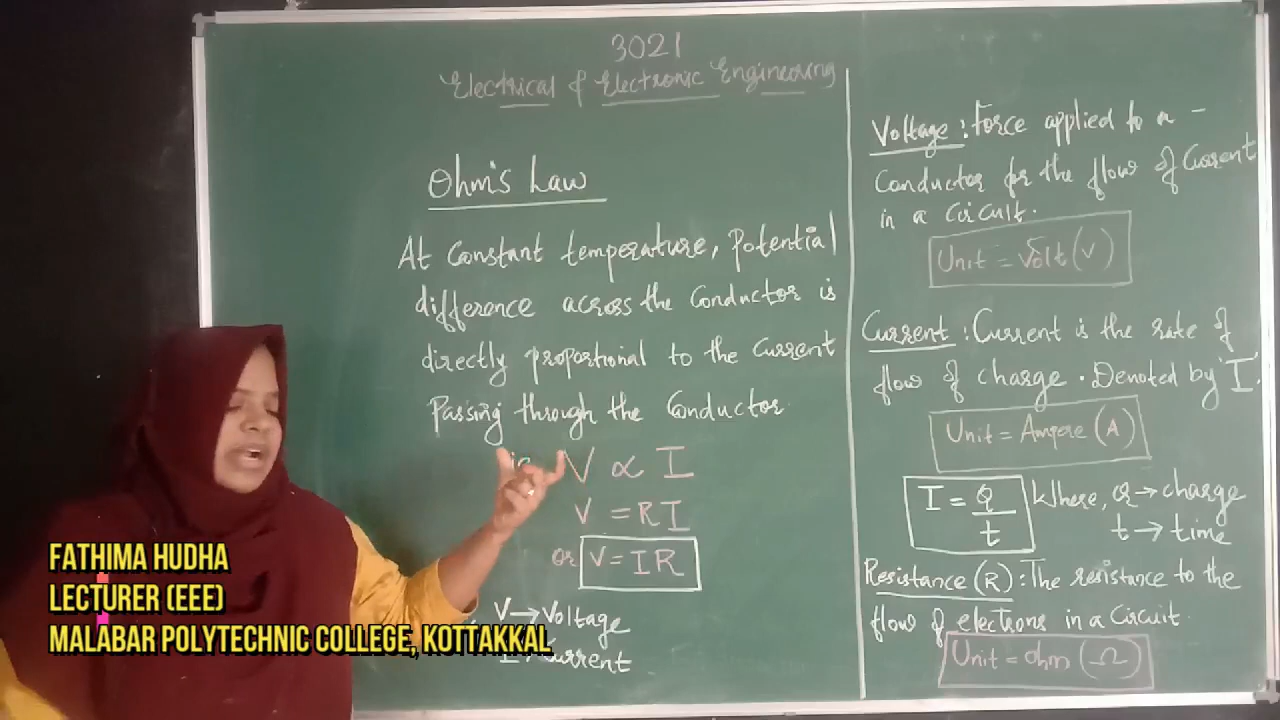 3021
Electrical & Electronic Engineering
Ohm's Law
At Constant temperature, Potential
difference across the Conductor is
directly proportional to the Current
Passing through the Conductor.
ie V ∝ I
V = RI
or V = IR
V → Voltage
I → Current
Voltage : Force applied to a -
Conductor for the flow of Current
in a Circuit.
Unit = Volt (V)
Current : Current is the rate of
flow of charge. Denoted by 'I'.
Unit = Ampere (A)
I = Q/t Where, Q → charge
t → time
Resistance (R) : The resistance to the
flow of electrons in a Circuit.
Unit = ohm (Ω)
FATHIMA HUDHA
LECTURER (EEE)
MALABAR POLYTECHNIC COLLEGE, KOTTAKKAL